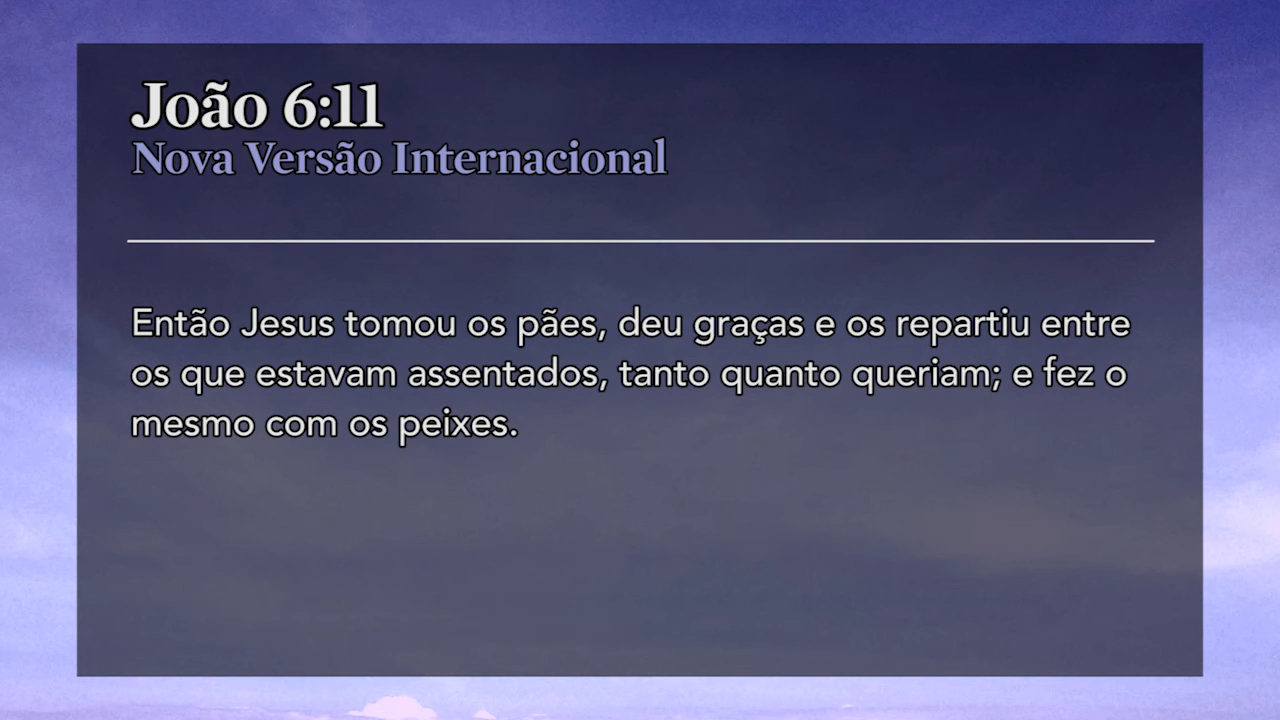 João 6:11
Nova Versão Internacional
Então Jesus tomou os pães, deu graças e os repartiu entre
os que estavam assentados, tanto quanto queriam; e fez o
mesmo com os peixes.